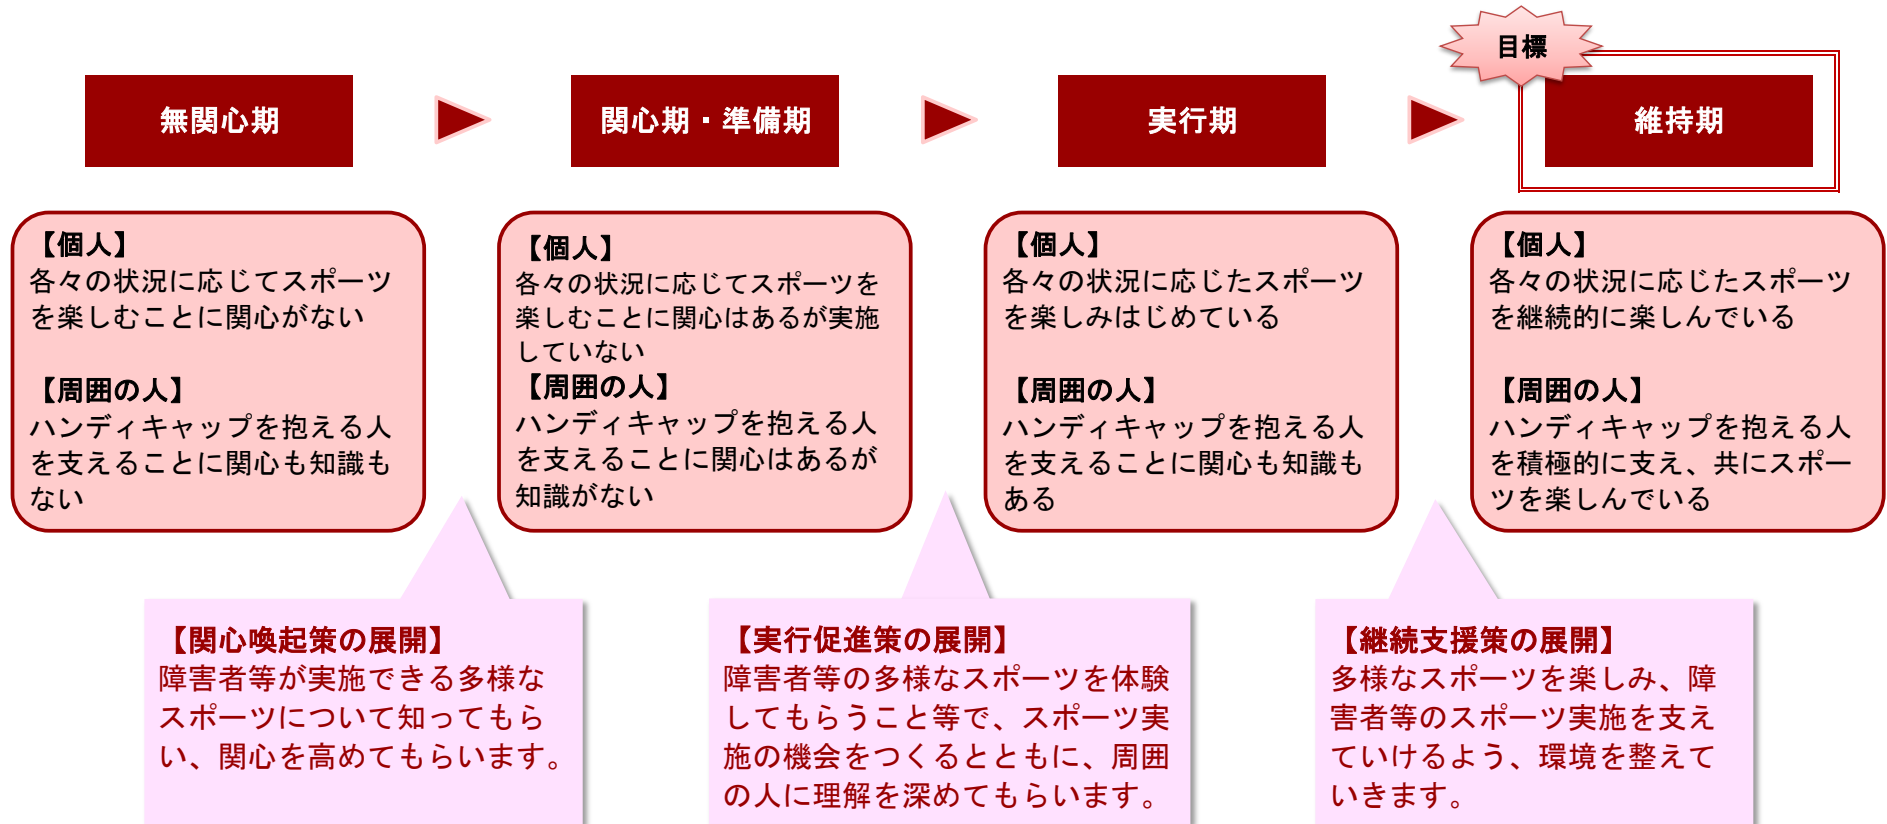 目標
無関心期
関心期・準備期
実行期
維持期
【個人】
各々の状況に応じてスポーツ
を楽しむことに関心がない
【周囲の人】
ハンディキャップを抱える人
を支えることに関心も知識も
ない
【個人】
各々の状況に応じてスポーツを
楽しむことに関心はあるが実施
していない
【周囲の人】
ハンディキャップを抱える人
を支えることに関心はあるが
知識がない
【個人】
各々の状況に応じたスポーツ
を楽しみはじめている
【周囲の人】
ハンディキャップを抱える人
を支えることに関心も知識も
ある
【個人】
各々の状況に応じたスポーツ
を継続的に楽しんでいる
【周囲の人】
ハンディキャップを抱える人
を積極的に支え、共にスポー
ツを楽しんでいる
【関心喚起策の展開】
障害者等が実施できる多様な
スポーツについて知ってもら
い、関心を高めてもらいます。
【実行促進策の展開】
障害者等の多様なスポーツを体験
してもらうこと等で、スポーツ実
施の機会をつくるとともに、周囲
の人に理解を深めてもらいます。
【継続支援策の展開】
多様なスポーツを楽しみ、障
害者等のスポーツ実施を支え
ていけるよう、環境を整えて
いきます。